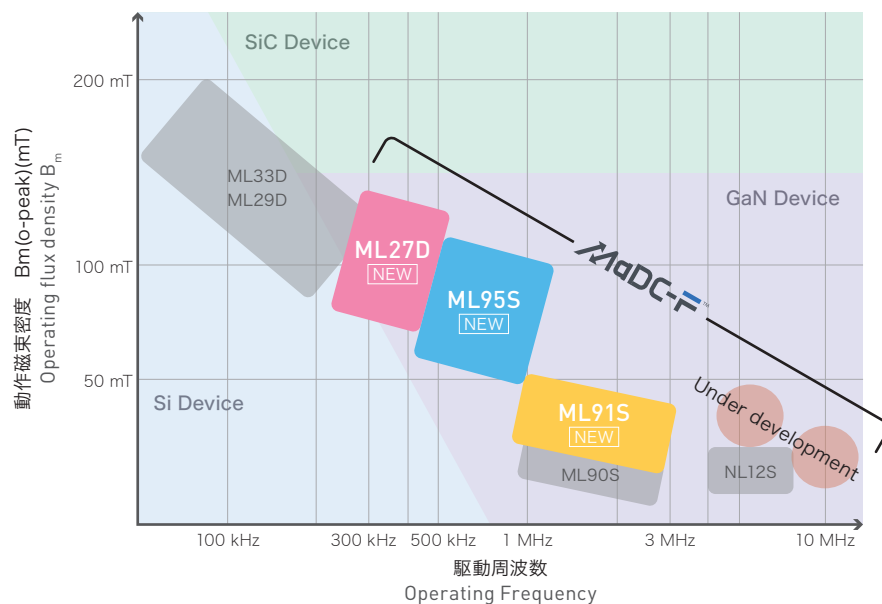 SiC Device
200 mT
ML33D
ML29D
GaN Device
ML27D
NEW
MaDC-F™
100 mT
ML95S
NEW
動作磁束密度 Bm(o-peak)(mT)
Operating flux density Bm
50 mT
Si Device
Under development
ML91S
NEW
ML90S
NL12S
100 kHz
300 kHz
500 kHz
1 MHz
3 MHz
10 MHz
駆動周波数
Operating Frequency